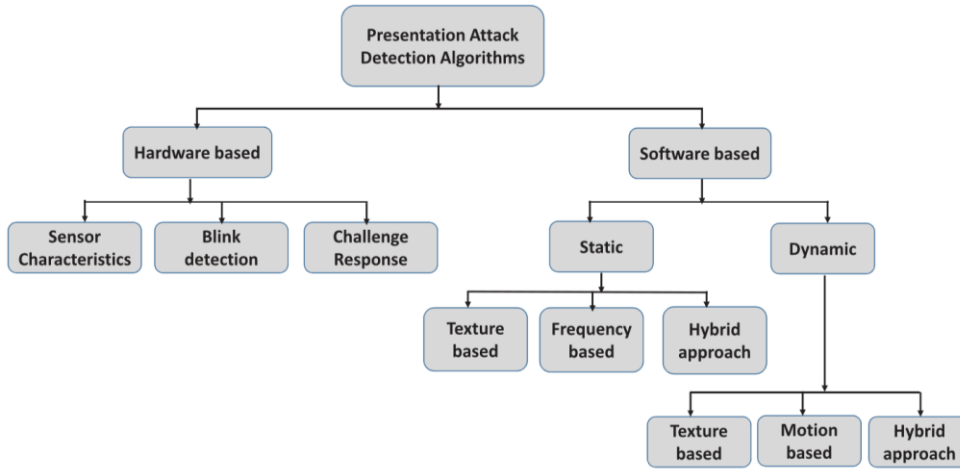 Presentation Attack
Detection Algorithms
Hardware based
Software based
Sensor
Characteristics
Blink
detection
Challenge
Response
Static
Dynamic
Texture
based
Frequency
based
Hybrid
approach
Texture
based
Motion
based
Hybrid
approach